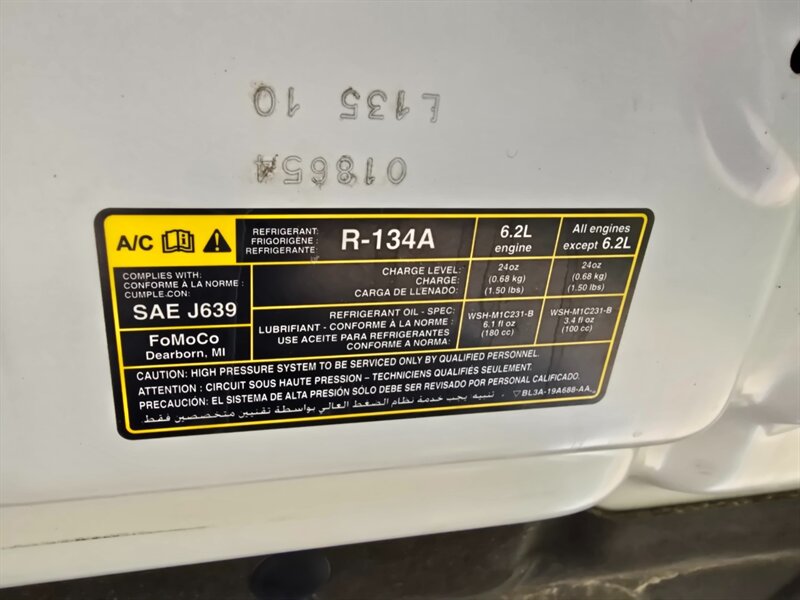 L135 10
018654
A/C
REFRIGERANT:
FRIGORIGÈNE :
REFRIGERANTE:
R-134A
6.2L
engine
All engines
except 6.2L
COMPLIES WITH:
CONFORME À LA NORME :
CUMPLE.CON:
SAE J639
FoMoCo
Dearborn, MI
CHARGE LEVEL:
CHARGE:
CARGA DE LLENADO:
24oz
(0.68 kg)
(1.50 lbs)
24oz
(0.68 kg)
(1.50 lbs)
REFRIGERANT OIL - SPEC:
LUBRIFIANT - CONFORME À LA NORME :
USE ACEITE PARA REFRIGERANTES
CONFORME A NORMA:
WSH-M1C231-B
6.1 fl oz
(180 cc)
WSH-M1C231-B
3.4 fl oz
(100 cc)
CAUTION: HIGH PRESSURE SYSTEM TO BE SERVICED ONLY BY QUALIFIED PERSONNEL.
ATTENTION : CIRCUIT SOUS HAUTE PRESSION – TECHNICIENS QUALIFIÉS SEULEMENT.
PRECAUCIÓN: EL SISTEMA DE ALTA PRESIÓN SÓLO DEBE SER REVISADO POR PERSONAL CALIFICADO.
تنبيه: يجب خدمة نظام الضغط العالي بواسطة تقنيين متخصصين فقط.
▽BL3A-19A688-AA